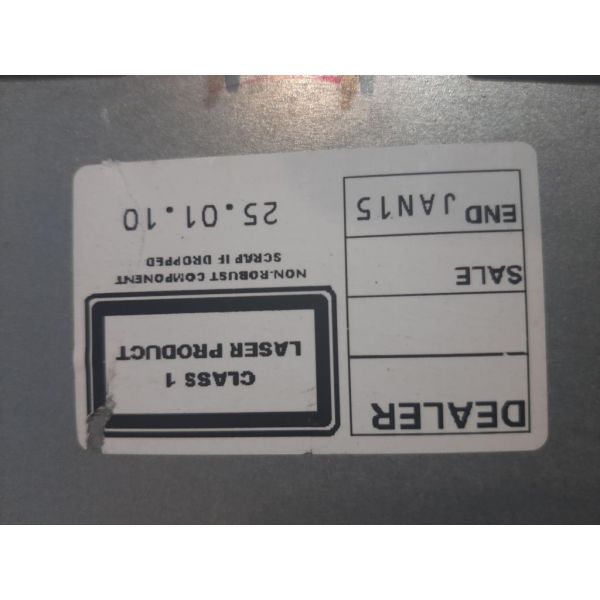 DEALER
SALE
END JAN15
CLASS 1
LASER PRODUCT
NON-ROBUST COMPONENT
SCRAP IF DROPPED
25.01.10